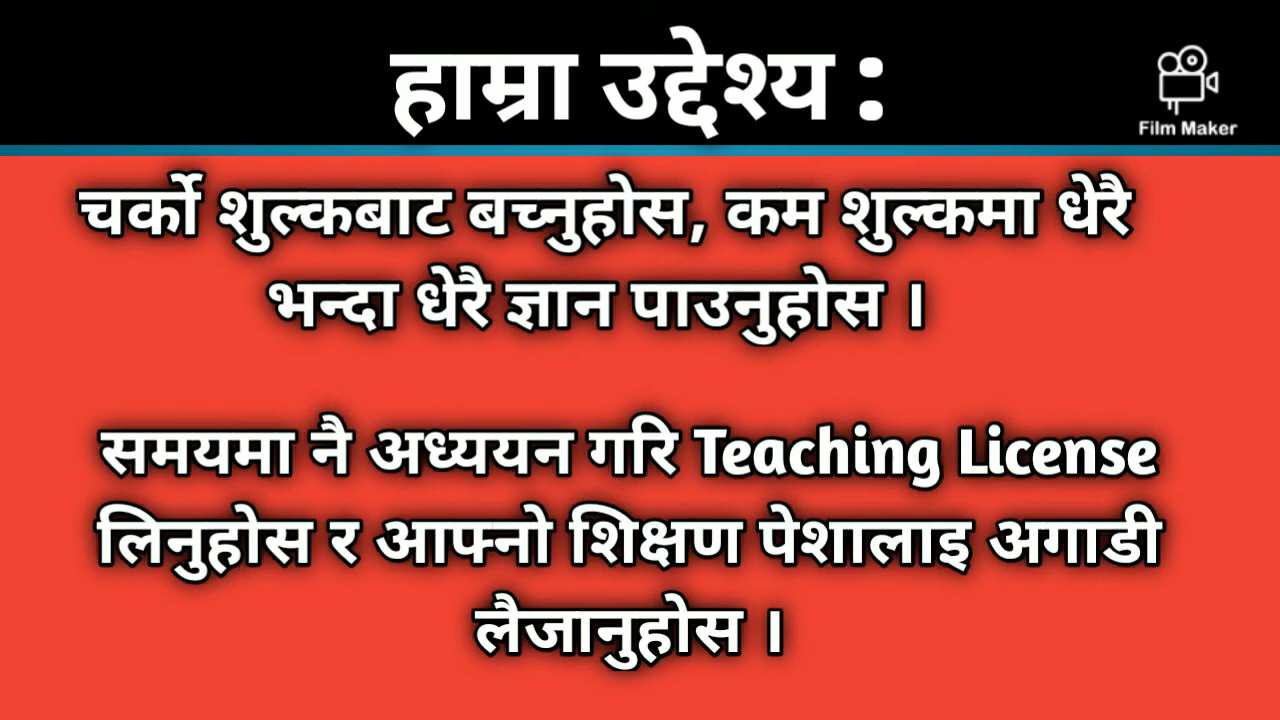 हाम्रा उद्देश्य :
Film Maker
चर्को शुल्कबाट बच्नुहोस, कम शुल्कमा धेरै
भन्दा धेरै ज्ञान पाउनुहोस ।
समयमा नै अध्ययन गरि Teaching License
लिनुहोस र आफ्नो शिक्षण पेशालाइ अगाडी
लैजानुहोस ।